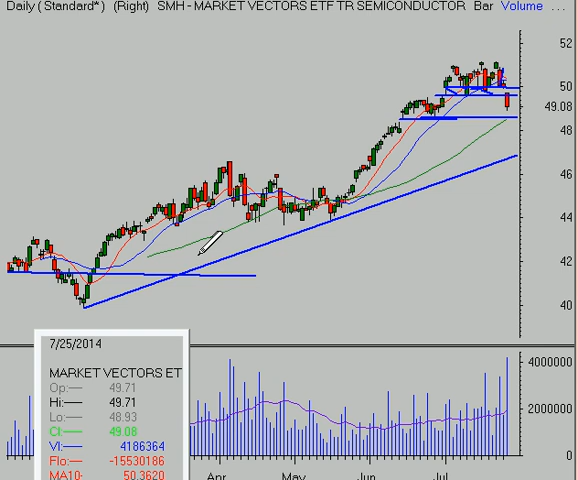 Daily (Standard*) (Right) SMH - MARKET VECTORS ETF TR SEMICONDUCTOR Bar Volume ...
52
50
49.08
48
46
44
42
40
7/25/2014
MARKET VECTORS ET
Op: 49.71
Hi: 49.71
Lo: 48.93
Cl: 49.08
Vl: 4186364
Flo: -15530186
MA10- 50.3620
4000000
2000000
0
Apr May Jun Jul